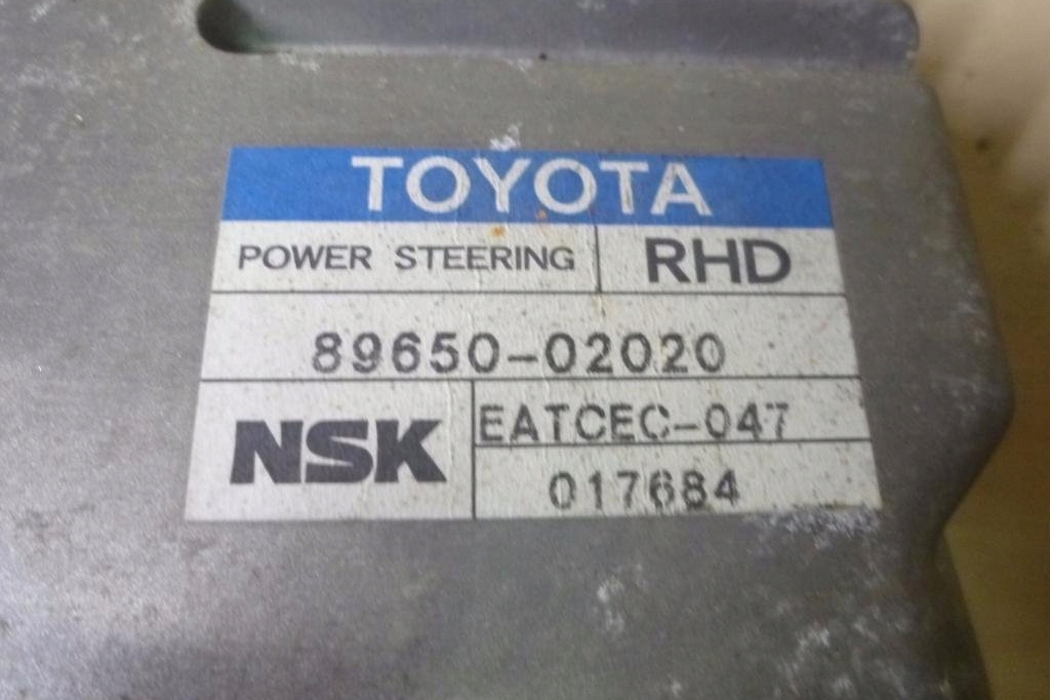 TOYOTA
POWER STEERING RHD
89650-02020
NSK EATCEC-047
017684